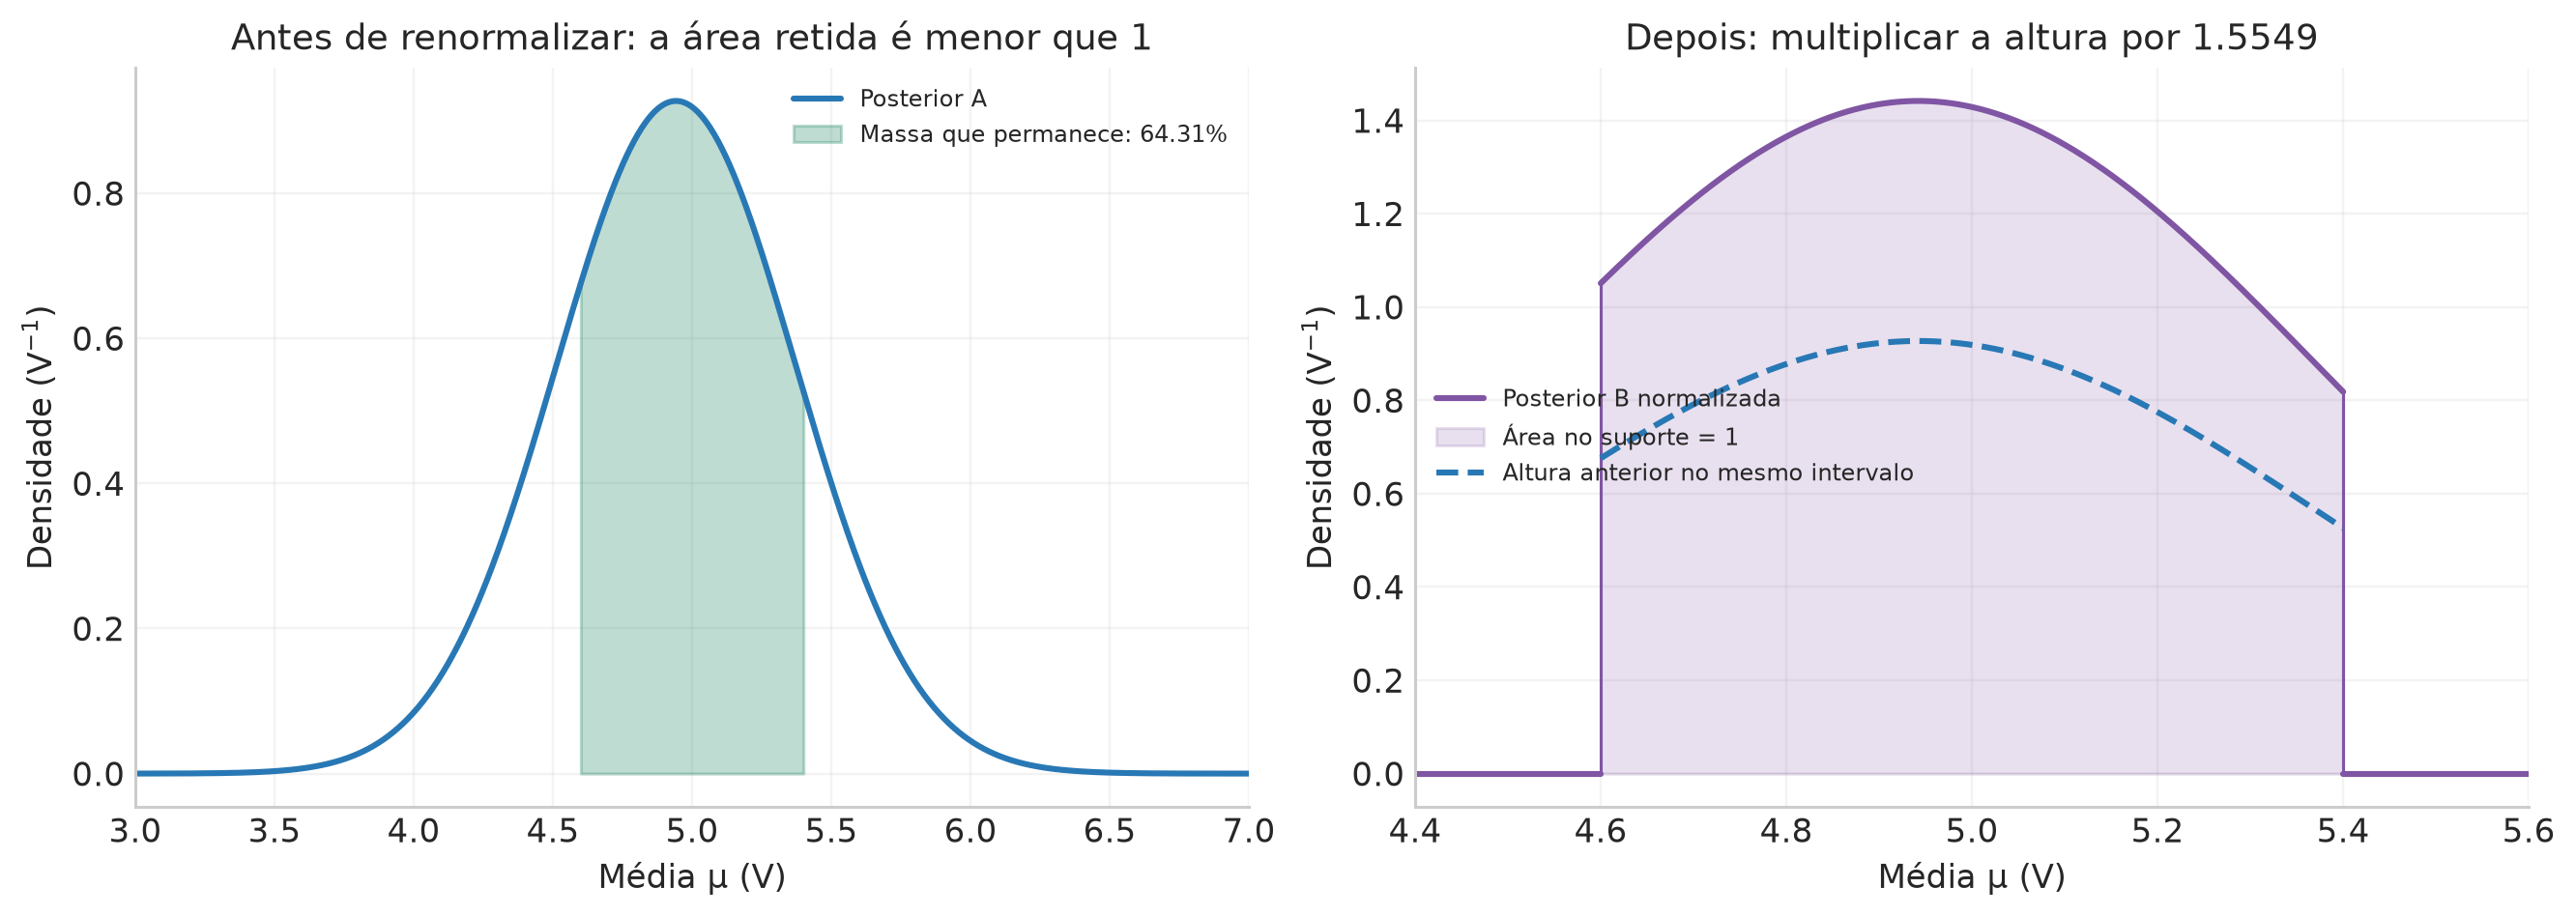 Antes de renormalizar: a área retida é menor que 1
Posterior A
Massa que permanece: 64.31%
Densidade (V⁻¹)
0.8
0.6
0.4
0.2
0.0
3.0 3.5 4.0 4.5 5.0 5.5 6.0 6.5 7.0
Média μ (V)
Depois: multiplicar a altura por 1.5549
Densidade (V⁻¹)
1.4
1.2
1.0
0.8
0.6
0.4
0.2
0.0
Posterior B normalizada
Área no suporte = 1
Altura anterior no mesmo intervalo
4.4 4.6 4.8 5.0 5.2 5.4 5.6
Média μ (V)